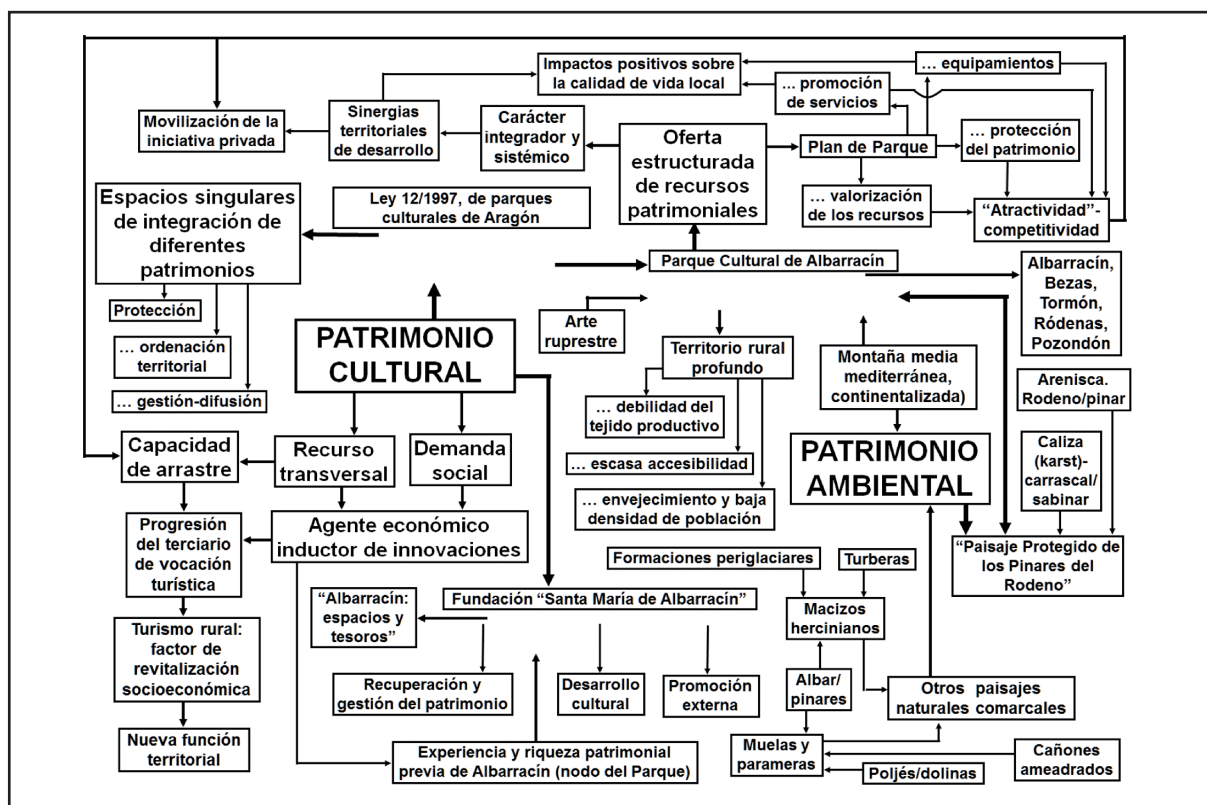 Impactos positivos sobre
la calidad de vida local
... equipamientos
... promoción
de servicios
Movilización de la
iniciativa privada
Sinergias
territoriales
de desarrollo
Carácter
integrador y
sistémico
Oferta
estructurada
de recursos
patrimoniales
Plan de Parque
... protección
del patrimonio
... valorización
de los recursos
“Atractividad”-
competitividad
Espacios singulares
de integración de
diferentes
patrimonios
Ley 12/1997, de parques
culturales de Aragón
Parque Cultural de Albarracín
Albarracín,
Bezas,
Tormón,
Ródenas,
Pozondón
Protección
... ordenación
territorial
... gestión-difusión
PATRIMONIO
CULTURAL
Arte
ruprestre
Territorio rural
profundo
Montaña media
mediterránea,
continentalizada)
Arenisca.
Rodeno/pinar
... debilidad del
tejido productivo
... escasa accesibilidad
... envejecimiento y baja
densidad de población
PATRIMONIO
AMBIENTAL
Caliza
(karst)-
carrascal/
sabinar
Capacidad
de arrastre
Recurso
transversal
Demanda
social
Agente económico
inductor de innovaciones
Progresión
del terciario
de vocación
turística
“Paisaje Protegido de
los Pinares del
Rodeno”
Formaciones periglaciares
Turberas
“Albarracín:
espacios y
tesoros”
Fundación “Santa María de Albarracín”
Macizos
hercinianos
Turismo rural:
factor de
revitalización
socioeconómica
Recuperación y
gestión del patrimonio
Desarrollo
cultural
Promoción
externa
Albar/
pinares
Otros paisajes
naturales comarcales
Nueva función
territorial
Experiencia y riqueza patrimonial
previa de Albarracín (nodo del Parque)
Muelas y
parameras
Cañones
ameadrados
Poljés/dolinas